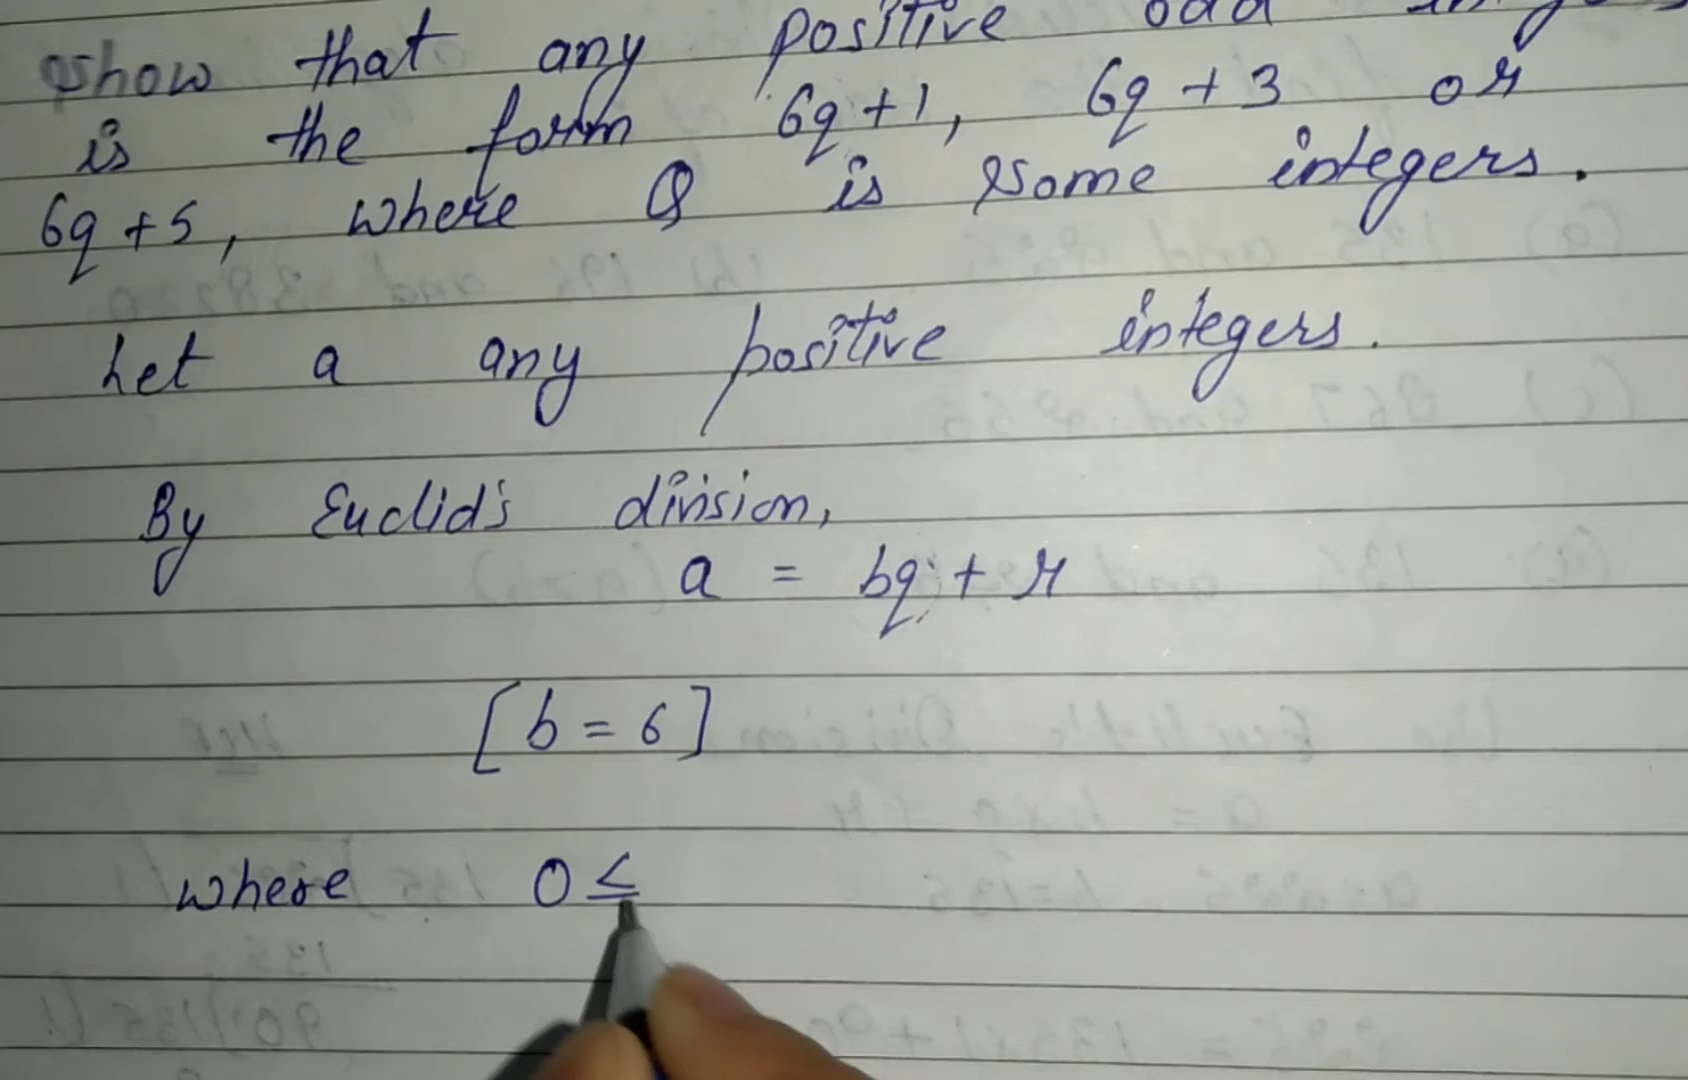 show that any positive odd
is the form 6q+1, 6q+3 or
6q+5, where Q is some integers.
Let a any positive integers.
By Euclid's division,
a = bq + r
[b = 6]
where 0 ≤